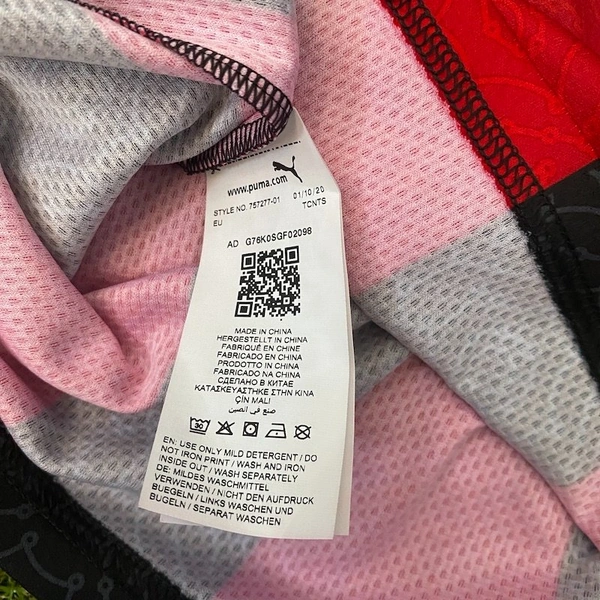 www.puma.com
STYLE NO. 757277-01 01/10/20
EU TCNTS
AD G76K0SGF02098
MADE IN CHINA
HERGESTELLT IN CHINA
FABRIQUÉ EN CHINE
FABRICADO EN CHINA
PRODOTTO IN CHINA
FABRICADO NA CHINA
СДЕЛАНО В КИТАЕ
ΚΑΤΑΣΚΕΥΑΣΤΗΚΕ ΣΤΗΝ ΚΙΝΑ
ÇİN MALI
صنع في الصين
30
EN: USE ONLY MILD DETERGENT / DO
NOT IRON PRINT / WASH AND IRON
INSIDE OUT / WASH SEPARATELY
DE: MILDES WASCHMITTEL
VERWENDEN / NICHT DEN AUFDRUCK
BUEGELN / LINKS WASCHEN UND
BUGELN / SEPARAT WASCHEN